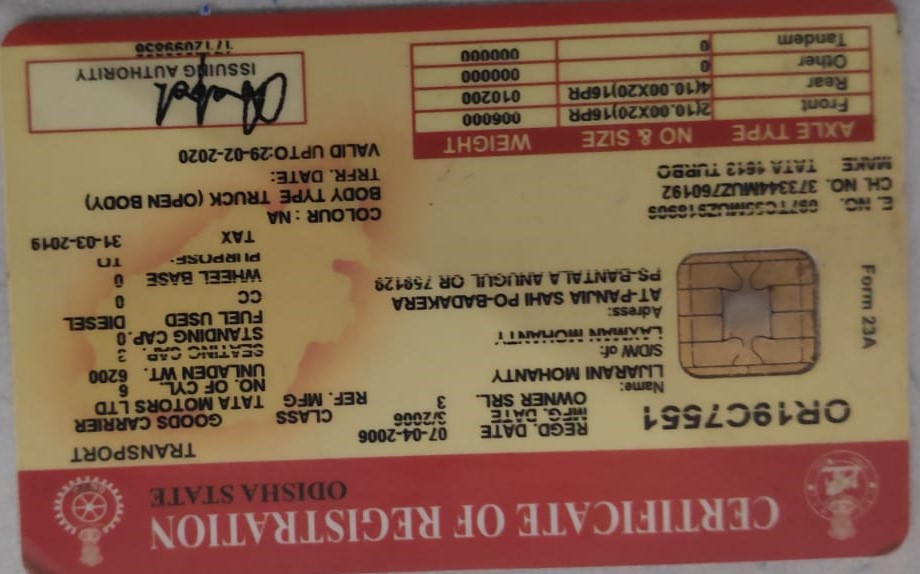 CERTIFICATE OF REGISTRATION
ODISHA STATE
TRANSPORT
OR19C7551
REGD. DATE 07-04-2006
MFG. DATE 3/2006
OWNER SRL. 3
CLASS GOODS CARRIER
REF. MFG TATA MOTORS LTD
NO. OF CYL 6
UNLADEN WT. 6200
SEATING CAP. 3
STANDING CAP. 0
FUEL USED DIESEL
CC 0
WHEEL BASE 0
PURPOSE: TO
TAX 31-03-2019
Name:
LIJARANI MOHANTY
S/D/W of:
LAXMAN MOHANTY
Adress:
AT-PANJIA SAHI PO-BADAKERA
PS-BANTALA ANUGUL OR 759129
Form 23A
E. NO.
CH. NO. 373344MUZ760192
MAKE TATA 1613 TURBO
COLOUR : NA
BODY TYPE TRUCK (OPEN BODY)
TRFR. DATE:
VALID UPTO:29-02-2020
AXLE TYPE NO & SIZE WEIGHT
Front 2(10.00X20)16PR 006000
Rear 4(10.00X20)16PR 010200
Other 0 000000
Tandem 0 000000
ISSUING AUTHORITY